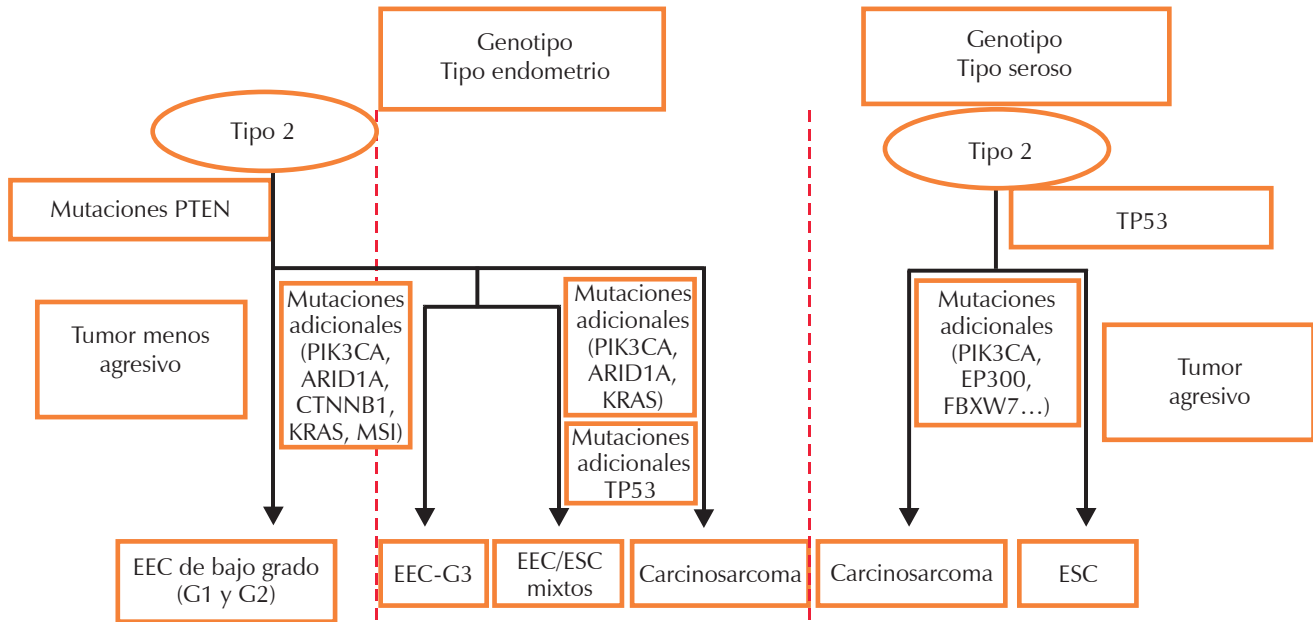 Genotipo
Tipo endometrio
Genotipo
Tipo seroso
Tipo 2
Tipo 2
Mutaciones PTEN
TP53
Tumor menos
agresivo
Mutaciones
adicionales
(PIK3CA,
ARID1A,
CTNNB1,
KRAS, MSI)
Mutaciones
adicionales
(PIK3CA,
ARID1A,
KRAS)
Mutaciones
adicionales
TP53
Mutaciones
adicionales
(PIK3CA,
EP300,
FBXW7...)
Tumor
agresivo
EEC de bajo grado
(G1 y G2)
EEC-G3
EEC/ESC
mixtos
Carcinosarcoma
Carcinosarcoma
ESC